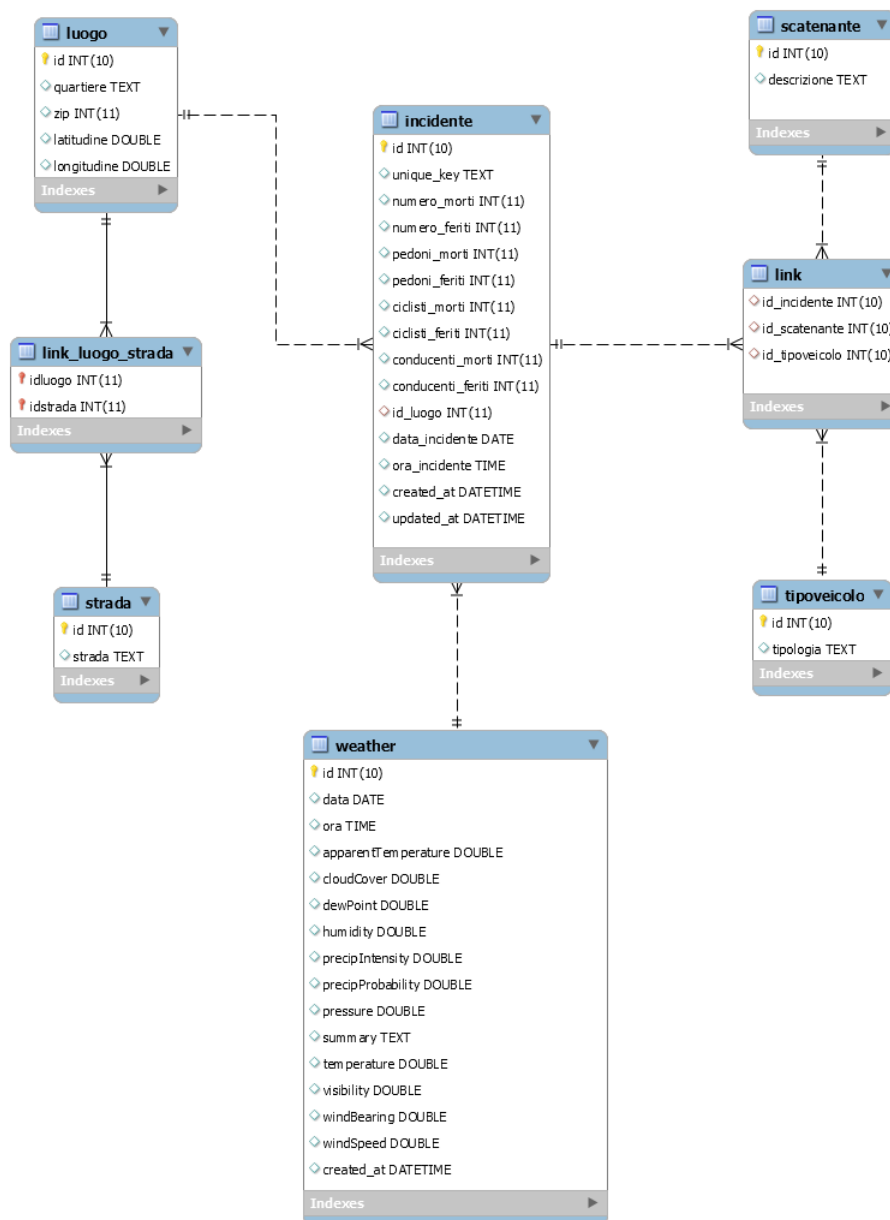 luogo
id INT(10)
quartiere TEXT
zip INT(11)
latitudine DOUBLE
longitudine DOUBLE
Indexes
scatenante
id INT(10)
descrizione TEXT
Indexes
incidente
id INT(10)
unique_key TEXT
numero_morti INT(11)
numero_feriti INT(11)
pedoni_morti INT(11)
pedoni_feriti INT(11)
ciclisti_morti INT(11)
ciclisti_feriti INT(11)
conducenti_morti INT(11)
conducenti_feriti INT(11)
id_luogo INT(11)
data_incidente DATE
ora_incidente TIME
created_at DATETIME
updated_at DATETIME
Indexes
link
id_incidente INT(10)
id_scatenante INT(10)
id_tipoveicolo INT(10)
Indexes
link_luogo_strada
idluogo INT(11)
idstrada INT(11)
Indexes
strada
id INT(10)
strada TEXT
Indexes
tipoveicolo
id INT(10)
tipologia TEXT
Indexes
weather
id INT(10)
data DATE
ora TIME
apparentTemperature DOUBLE
cloudCover DOUBLE
dewPoint DOUBLE
humidity DOUBLE
precipIntensity DOUBLE
precipProbability DOUBLE
pressure DOUBLE
summary TEXT
temperature DOUBLE
visibility DOUBLE
windBearing DOUBLE
windSpeed DOUBLE
created_at DATETIME
Indexes